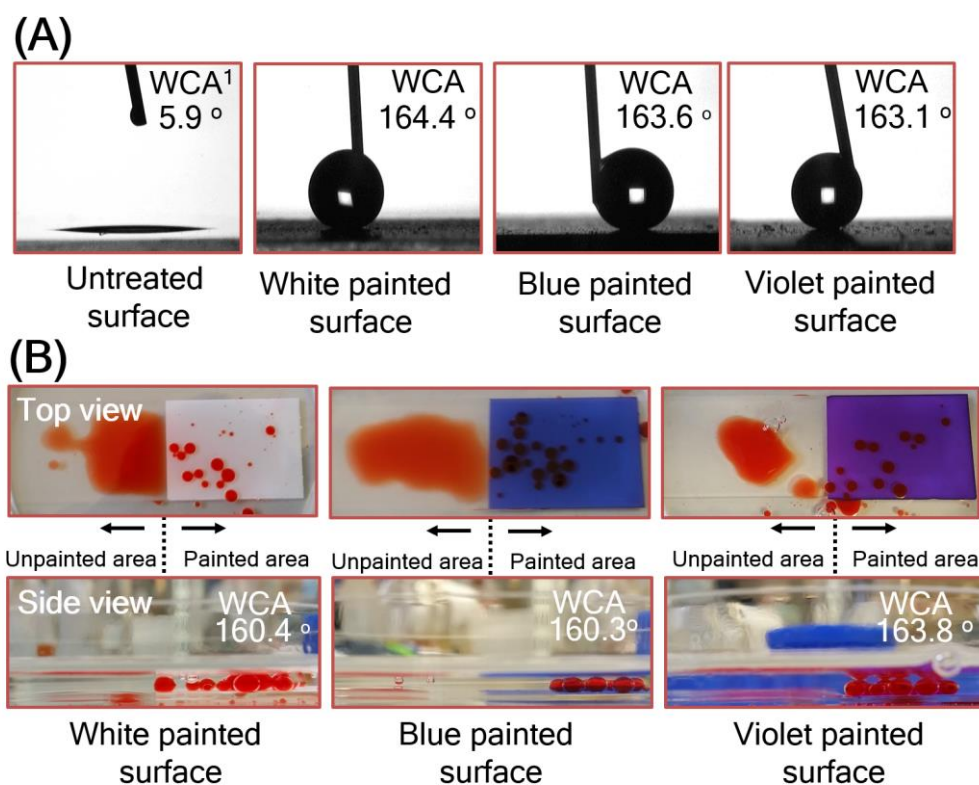 (A)
WCA¹
5.9 º
WCA
164.4 º
WCA
163.6 º
WCA
163.1 º
Untreated
surface
White painted
surface
Blue painted
surface
Violet painted
surface
(B)
Top view
Unpainted area
Painted area
Unpainted area
Painted area
Unpainted area
Painted area
Side view
WCA
160.4 º
WCA
160.3º
WCA
163.8 º
White painted
surface
Blue painted
surface
Violet painted
surface